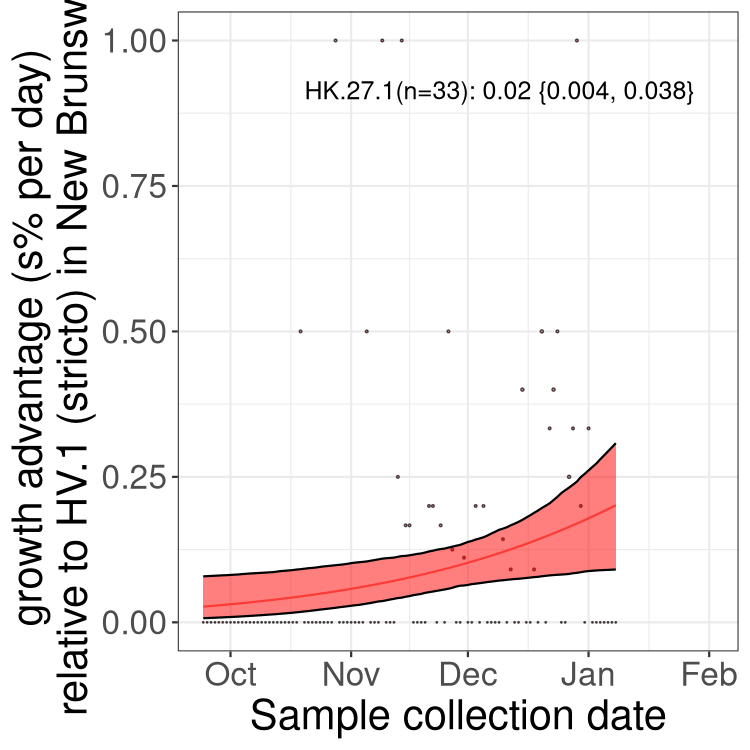 growth advantage (s% per day)
relative to HV.1 (stricto) in New Brunsw
1.00
0.75
0.50
0.25
0.00
HK.27.1(n=33): 0.02 {0.004, 0.038}
Oct Nov Dec Jan Feb
Sample collection date